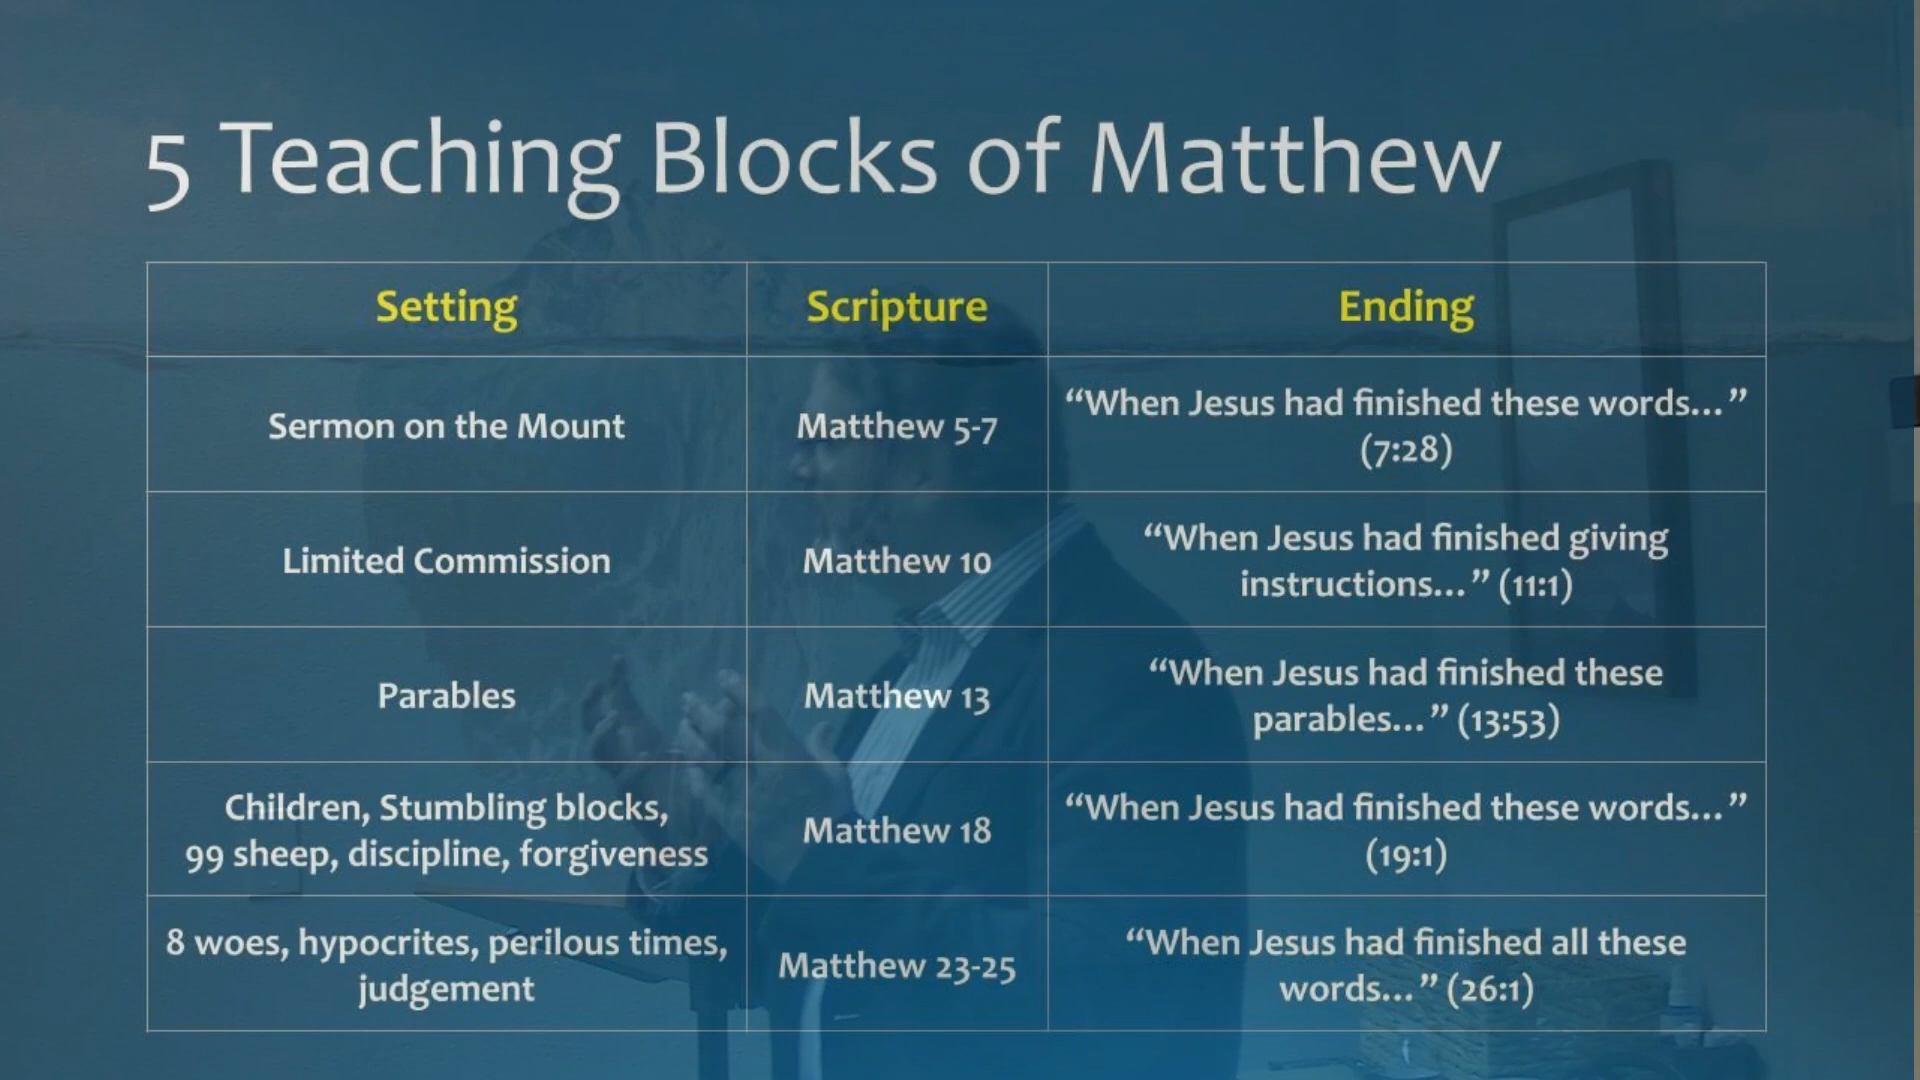 5 Teaching Blocks of Matthew
Setting
Scripture
Ending
Sermon on the Mount
Matthew 5-7
“When Jesus had finished these words...”
(7:28)
Limited Commission
Matthew 10
“When Jesus had finished giving
instructions...” (11:1)
Parables
Matthew 13
“When Jesus had finished these
parables...” (13:53)
Children, Stumbling blocks,
99 sheep, discipline, forgiveness
Matthew 18
“When Jesus had finished these words...”
(19:1)
8 woes, hypocrites, perilous times,
judgement
Matthew 23-25
“When Jesus had finished all these
words...” (26:1)